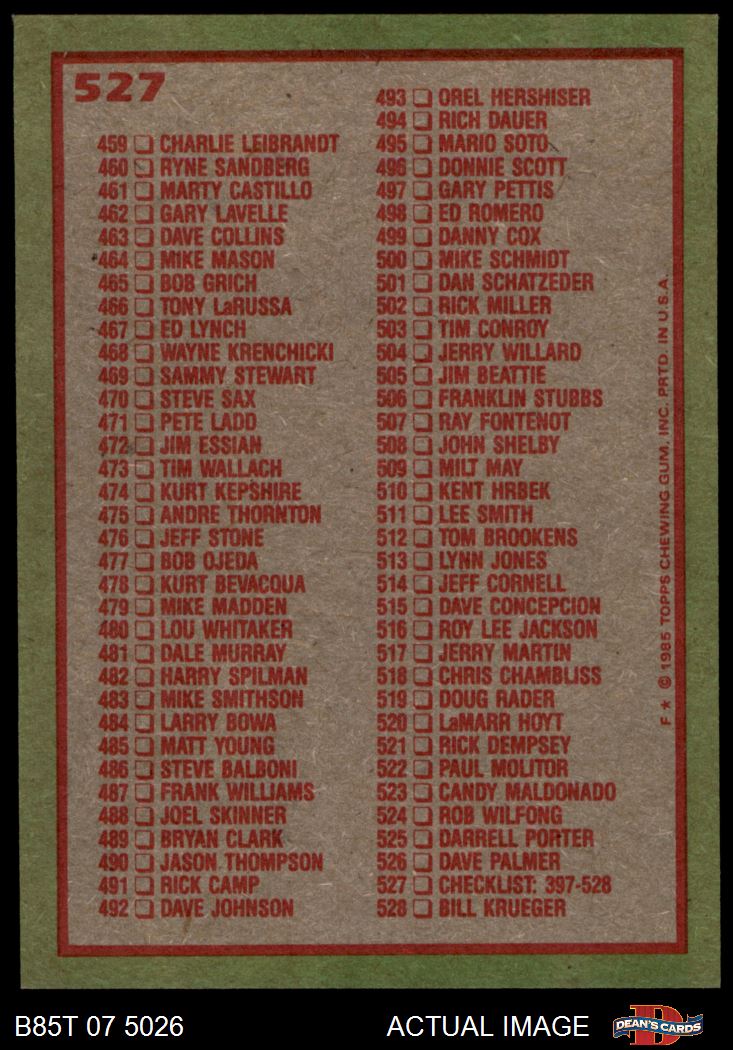 527
459 CHARLIE LEIBRANDT
460 RYNE SANDBERG
461 MARTY CASTILLO
462 GARY LAVELLE
463 DAVE COLLINS
464 MIKE MASON
465 BOB GRICH
466 TONY LaRUSSA
467 ED LYNCH
468 WAYNE KRENCHICKI
469 SAMMY STEWART
470 STEVE SAX
471 PETE LADD
472 JIM ESSIAN
473 TIM WALLACH
474 KURT KEPSHIRE
475 ANDRE THORNTON
476 JEFF STONE
477 BOB OJEDA
478 KURT BEVACQUA
479 MIKE MADDEN
480 LOU WHITAKER
481 DALE MURRAY
482 HARRY SPILMAN
483 MIKE SMITHSON
484 LARRY BOWA
485 MATT YOUNG
486 STEVE BALBONI
487 FRANK WILLIAMS
488 JOEL SKINNER
489 BRYAN CLARK
490 JASON THOMPSON
491 RICK CAMP
492 DAVE JOHNSON
493 OREL HERSHISER
494 RICH DAUER
495 MARIO SOTO
496 DONNIE SCOTT
497 GARY PETTIS
498 ED ROMERO
499 DANNY COX
500 MIKE SCHMIDT
501 DAN SCHATZEDER
502 RICK MILLER
503 TIM CONROY
504 JERRY WILLARD
505 JIM BEATTIE
506 FRANKLIN STUBBS
507 RAY FONTENOT
508 JOHN SHELBY
509 MILT MAY
510 KENT HRBEK
511 LEE SMITH
512 TOM BROOKENS
513 LYNN JONES
514 JEFF CORNELL
515 DAVE CONCEPCION
516 ROY LEE JACKSON
517 JERRY MARTIN
518 CHRIS CHAMBLISS
519 DOUG RADER
520 LaMARR HOYT
521 RICK DEMPSEY
522 PAUL MOLITOR
523 CANDY MALDONADO
524 ROB WILFONG
525 DARRELL PORTER
526 DAVE PALMER
527 CHECKLIST: 397-528
528 BILL KRUEGER
F * © 1985 TOPPS CHEWING GUM, INC. PRTD. IN U.S.A.
B85T 07 5026
ACTUAL IMAGE
D
DEAN'S CARDS